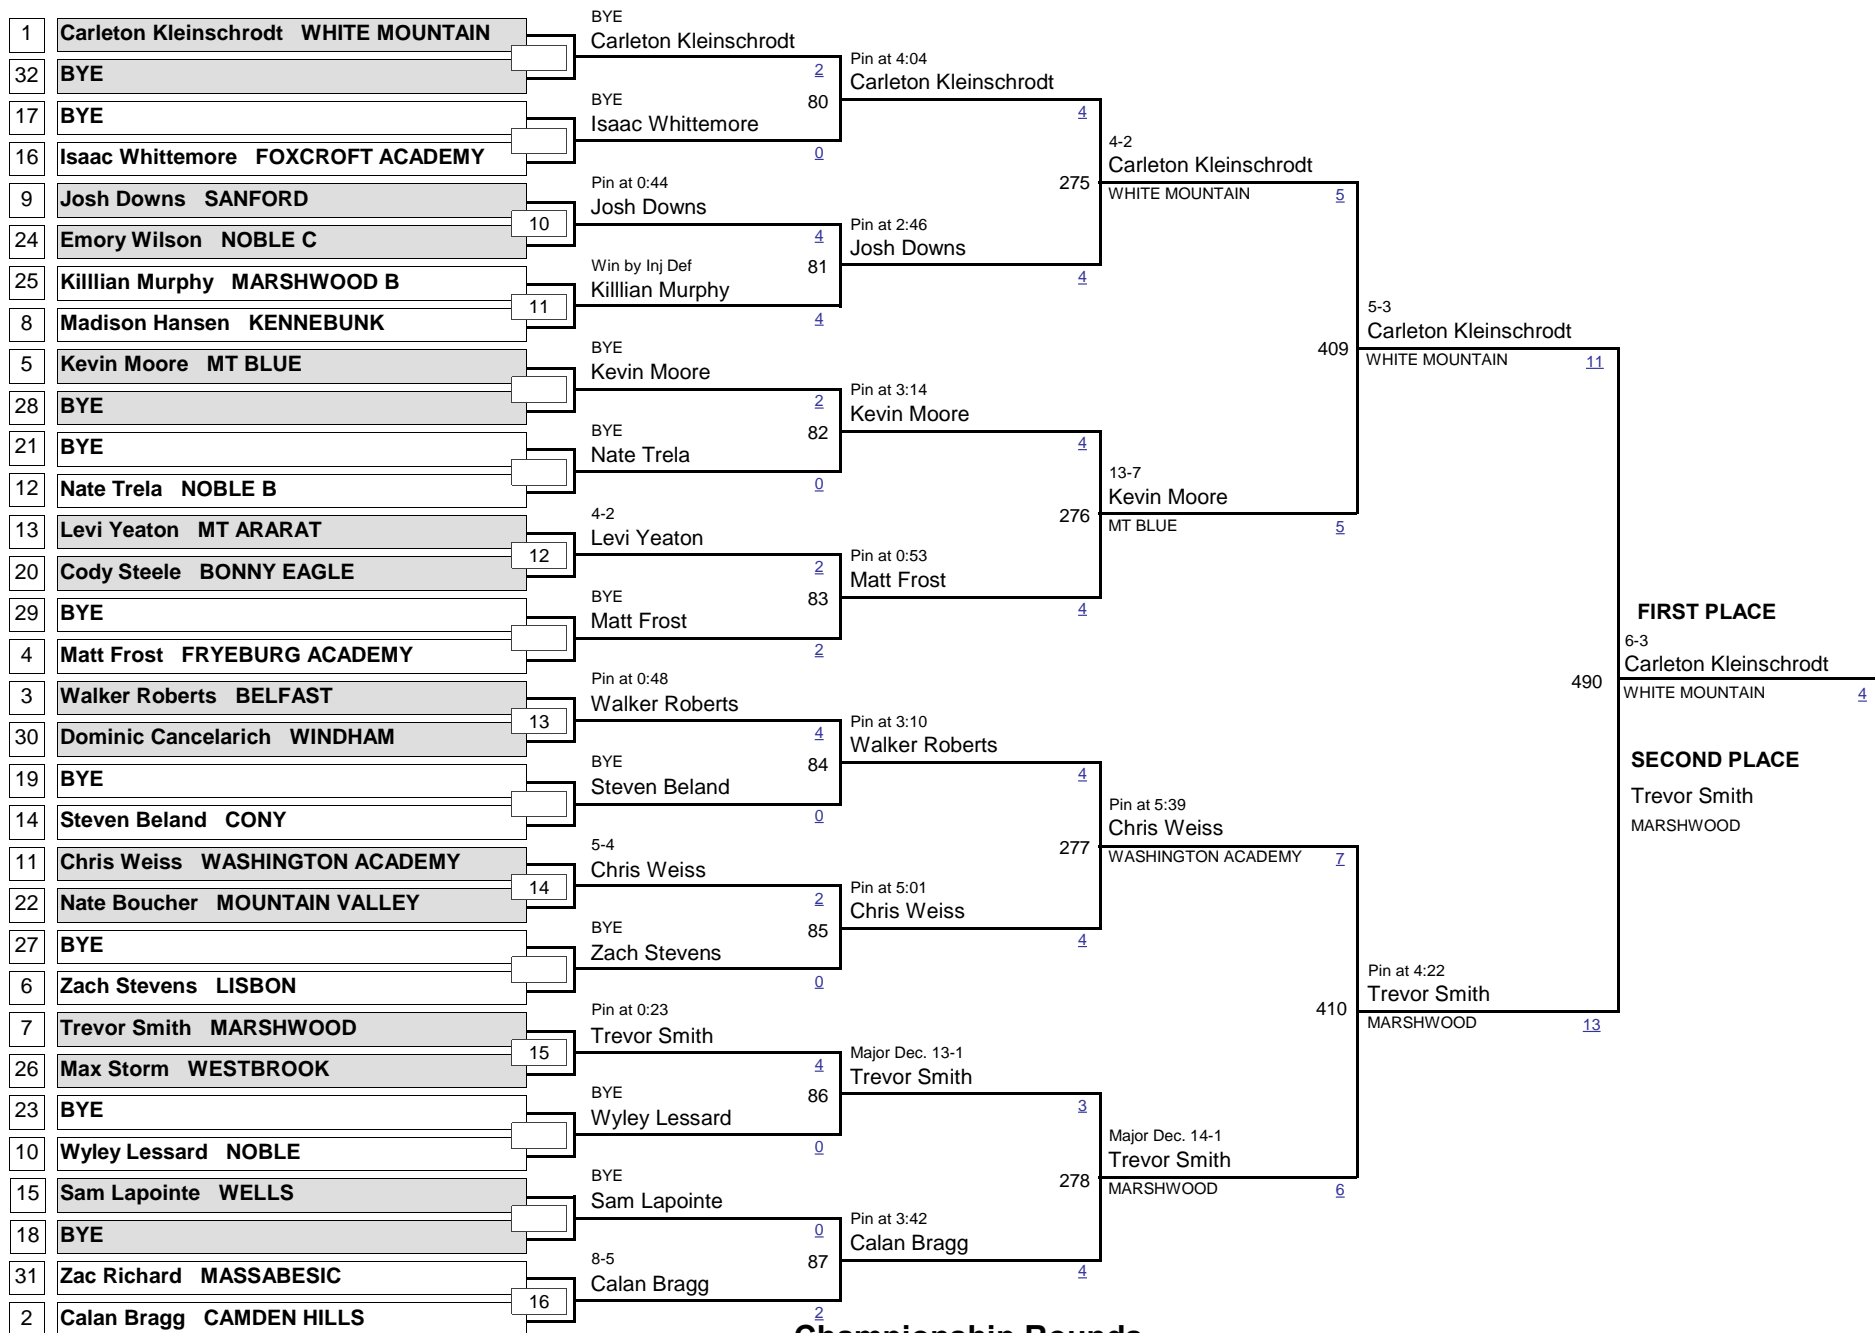 1 Carleton Kleinschrodt WHITE MOUNTAIN
32 BYE
17 BYE
16 Isaac Whittemore FOXCROFT ACADEMY
9 Josh Downs SANFORD
10
24 Emory Wilson NOBLE C
25 Killlian Murphy MARSHWOOD B
11
8 Madison Hansen KENNEBUNK
5 Kevin Moore MT BLUE
28 BYE
21 BYE
12 Nate Trela NOBLE B
13 Levi Yeaton MT ARARAT
12
20 Cody Steele BONNY EAGLE
29 BYE
4 Matt Frost FRYEBURG ACADEMY
3 Walker Roberts BELFAST
13
30 Dominic Cancelarich WINDHAM
19 BYE
14 Steven Beland CONY
11 Chris Weiss WASHINGTON ACADEMY
14
22 Nate Boucher MOUNTAIN VALLEY
27 BYE
6 Zach Stevens LISBON
7 Trevor Smith MARSHWOOD
15
26 Max Storm WESTBROOK
23 BYE
10 Wyley Lessard NOBLE
15 Sam Lapointe WELLS
18 BYE
31 Zac Richard MASSABESIC
16
2 Calan Bragg CAMDEN HILLS
BYE
Carleton Kleinschrodt
2
80
BYE
Isaac Whittemore
0
Pin at 0:44
Josh Downs
4
81
Win by Inj Def
Killlian Murphy
4
BYE
Kevin Moore
2
82
BYE
Nate Trela
0
4-2
Levi Yeaton
2
83
BYE
Matt Frost
2
Pin at 0:48
Walker Roberts
4
84
BYE
Steven Beland
0
5-4
Chris Weiss
2
85
BYE
Zach Stevens
0
Pin at 0:23
Trevor Smith
4
86
BYE
Wyley Lessard
0
BYE
Sam Lapointe
0
87
8-5
Calan Bragg
2
Pin at 4:04
Carleton Kleinschrodt
4
275
Pin at 2:46
Josh Downs
4
Pin at 3:14
Kevin Moore
4
276
Pin at 0:53
Matt Frost
4
Pin at 3:10
Walker Roberts
4
277
Pin at 5:01
Chris Weiss
4
Major Dec. 13-1
Trevor Smith
3
278
Pin at 3:42
Calan Bragg
4
4-2
Carleton Kleinschrodt
WHITE MOUNTAIN 5
409
13-7
Kevin Moore
MT BLUE 5
Pin at 5:39
Chris Weiss
WASHINGTON ACADEMY 7
410
Major Dec. 14-1
Trevor Smith
MARSHWOOD 6
5-3
Carleton Kleinschrodt
WHITE MOUNTAIN 11
490
Pin at 4:22
Trevor Smith
MARSHWOOD 13
FIRST PLACE
6-3
Carleton Kleinschrodt
WHITE MOUNTAIN 4
SECOND PLACE
Trevor Smith
MARSHWOOD
Championship Rounds